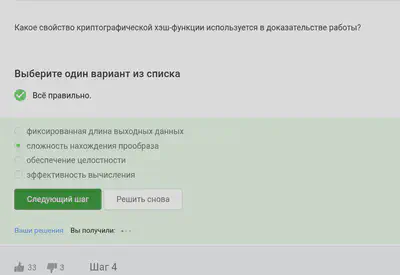 Какое свойство криптографической хэш-функции используется в доказательстве работы?
Выберите один вариант из списка
Всё правильно.
фиксированная длина выходных данных
сложность нахождения прообраза
обеспечение целостности
эффективность вычисления
Следующий шаг Решить снова
Ваши решения Вы получили:
33 3 Шаг 4